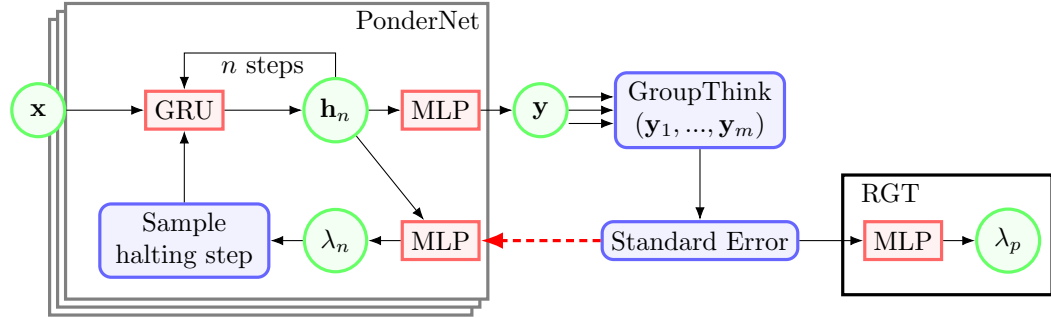 PonderNet
n steps
x
GRU
h_n
MLP
y
GroupThink
(y_1, ..., y_m)
Sample
halting step
λ_n
MLP
Standard Error
RGT
MLP
λ_p